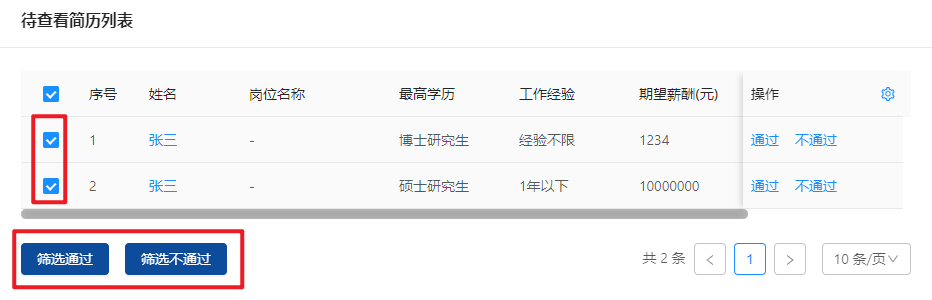 待查看简历列表
序号 姓名 岗位名称 最高学历 工作经验 期望薪酬(元) 操作
1 张三 - 博士研究生 经验不限 1234 通过 不通过
2 张三 - 硕士研究生 1年以下 10000000 通过 不通过
筛选通过 筛选不通过 共 2 条 < 1 > 10 条/页